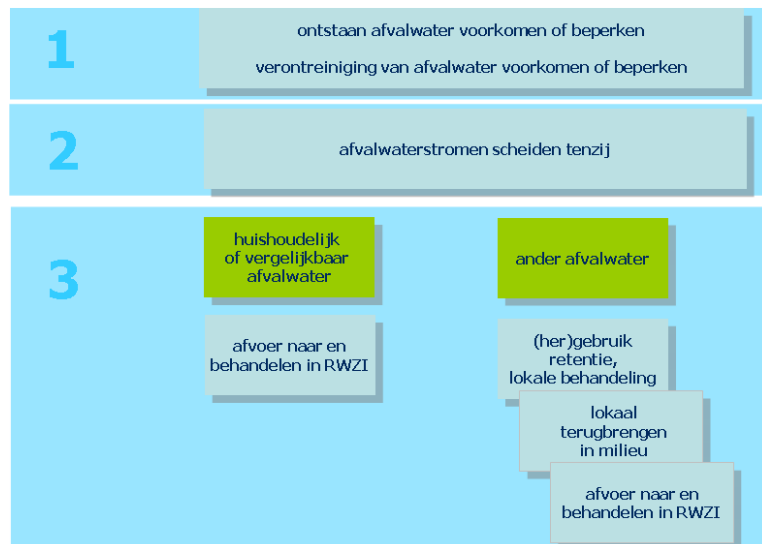 1
ontstaan afvalwater voorkomen of beperken
verontreiniging van afvalwater voorkomen of beperken
2
afvalwaterstromen scheiden tenzij
3
huishoudelijk
of vergelijkbaar
afvalwater
afvoer naar en
behandelen in RWZI
ander afvalwater
(her)gebruik
retentie,
lokale behandeling
lokaal
terugbrengen
in milieu
afvoer naar en
behandelen in RWZI